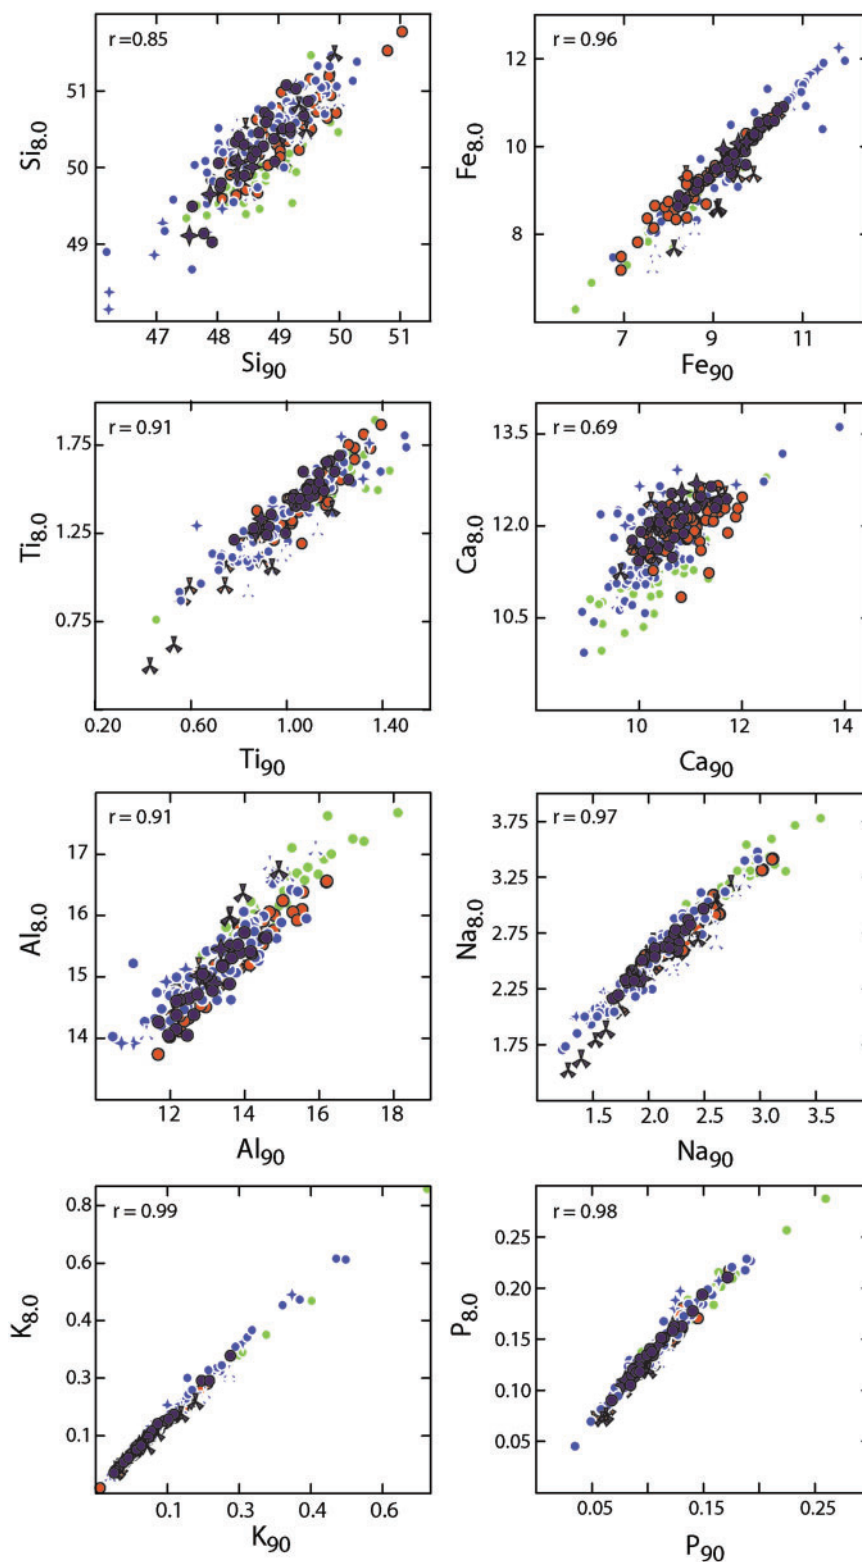 r =0.85
51
50
49
Si8.0
47 48 49 50 51
Si90
r = 0.96
12
10
8
Fe8.0
7 9 11
Fe90
r = 0.91
1.75
1.25
0.75
Ti8.0
0.20 0.60 1.00 1.40
Ti90
r = 0.69
13.5
12.0
10.5
Ca8.0
10 12 14
Ca90
r = 0.91
17
16
15
14
Al8.0
12 14 16 18
Al90
r = 0.97
3.75
3.25
2.75
2.25
1.75
Na8.0
1.5 2.0 2.5 3.0 3.5
Na90
r = 0.99
0.8
0.6
0.4
0.3
0.1
K8.0
0.1 0.3 0.4 0.6
K90
r = 0.98
0.25
0.20
0.15
0.10
0.05
P8.0
0.05 0.15 0.25
P90